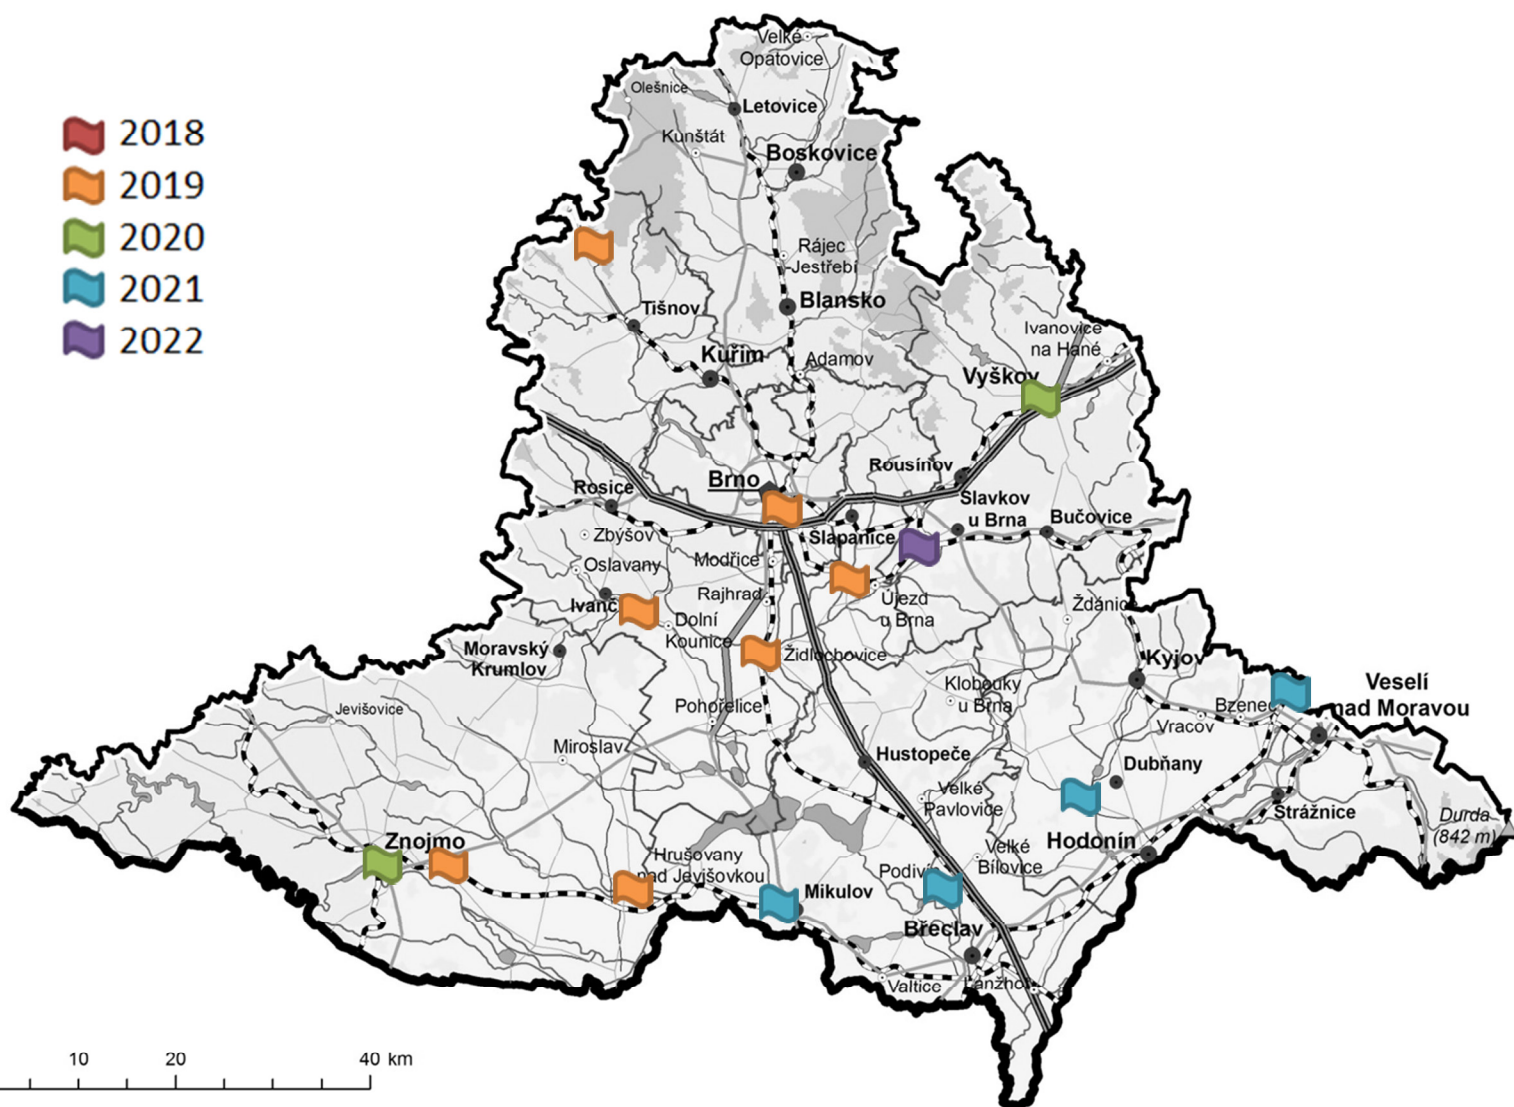 2018
2019
2020
2021
2022
Velké
Opatovice
Olešnice
Letovice
Kunštát
Boskovice
Rájec
Jestřebí
Tišnov
Blansko
Ivanovice
na Hané
Kuřim
Adamov
Vyškov
Rousínov
Brno
Rosice
Slavkov
u Brna
Bučovice
Zbýšov
Šlapanice
Modřice
Oslavany
Rajhrad
Újezd
u Brna
Ždánice
Ivanč
Dolní
Kounice
Moravský
Krumlov
Židlochovice
Kyjov
Klobouky
u Brna
Veselí
nad Moravou
Bzenec
Jevišovice
Pohořelice
Vracov
Miroslav
Hustopeče
Dubňany
Velké
Pavlovice
Strážnice
Durda
(842 m)
Znojmo
Hodonín
Hrušovany
nad Jevišovkou
Velké
Bílovice
Podiví
Mikulov
Břeclav
Valtice
Lanžho
10
20
40 km